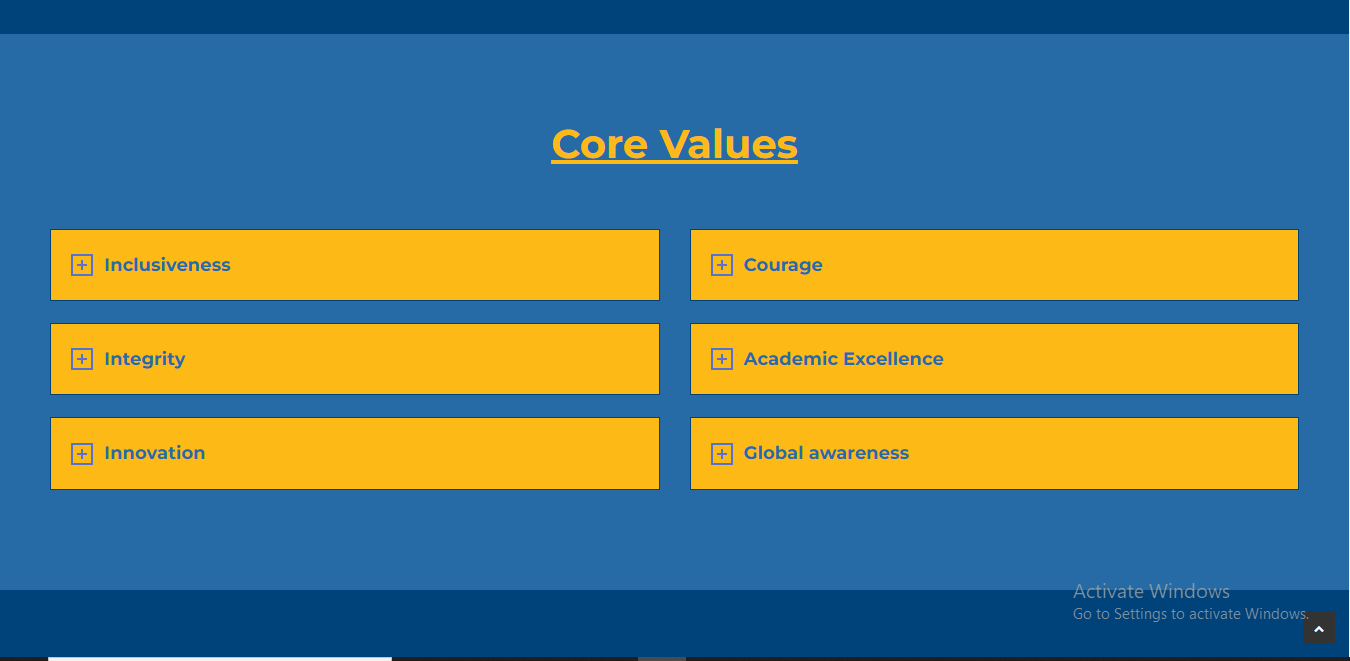 Core Values
Inclusiveness
Courage
Integrity
Academic Excellence
Innovation
Global awareness
Activate Windows
Go to Settings to activate Windows.